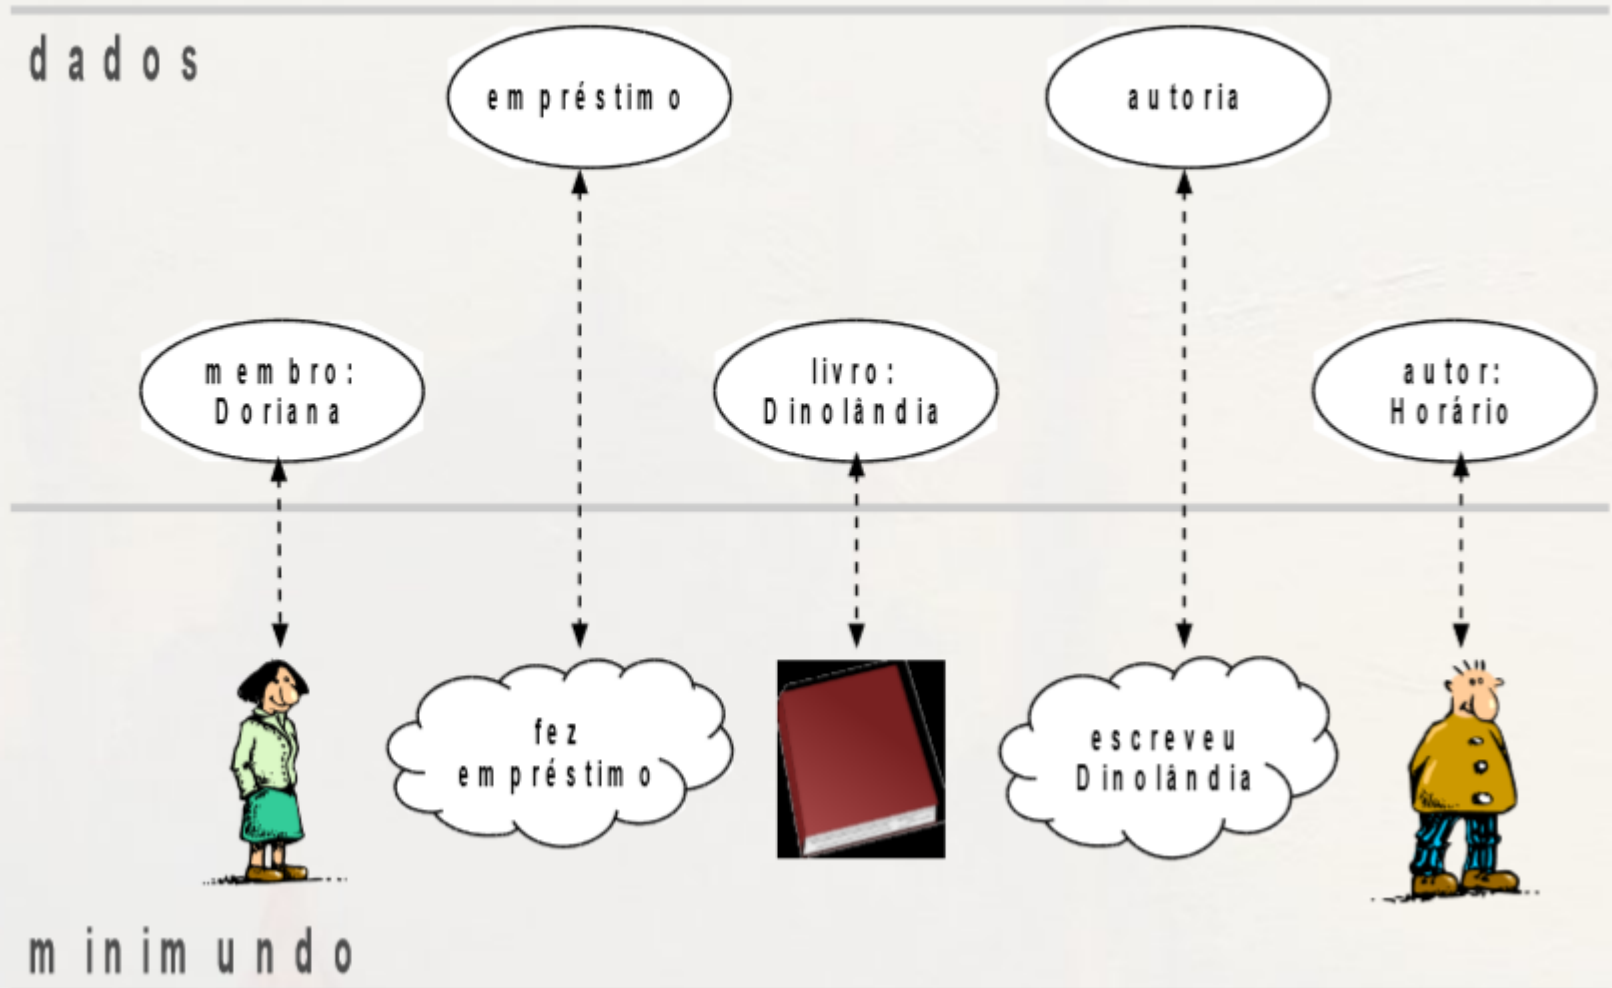 dados
empréstimo
autoria
membro:
Doriana
livro:
Dinolândia
autor:
Horário
fez
empréstimo
escreveu
Dinolândia
minimundo